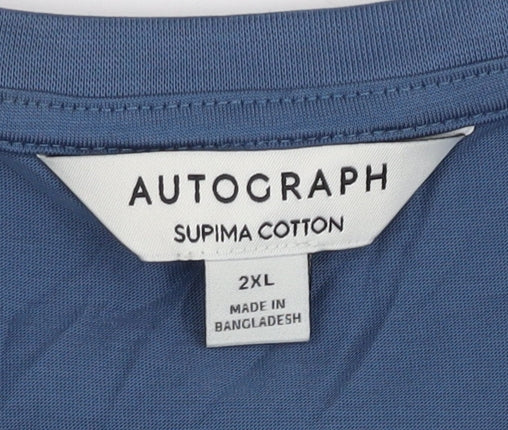 AUTOGRAPH
SUPIMA COTTON
2XL
MADE IN
BANGLADESH